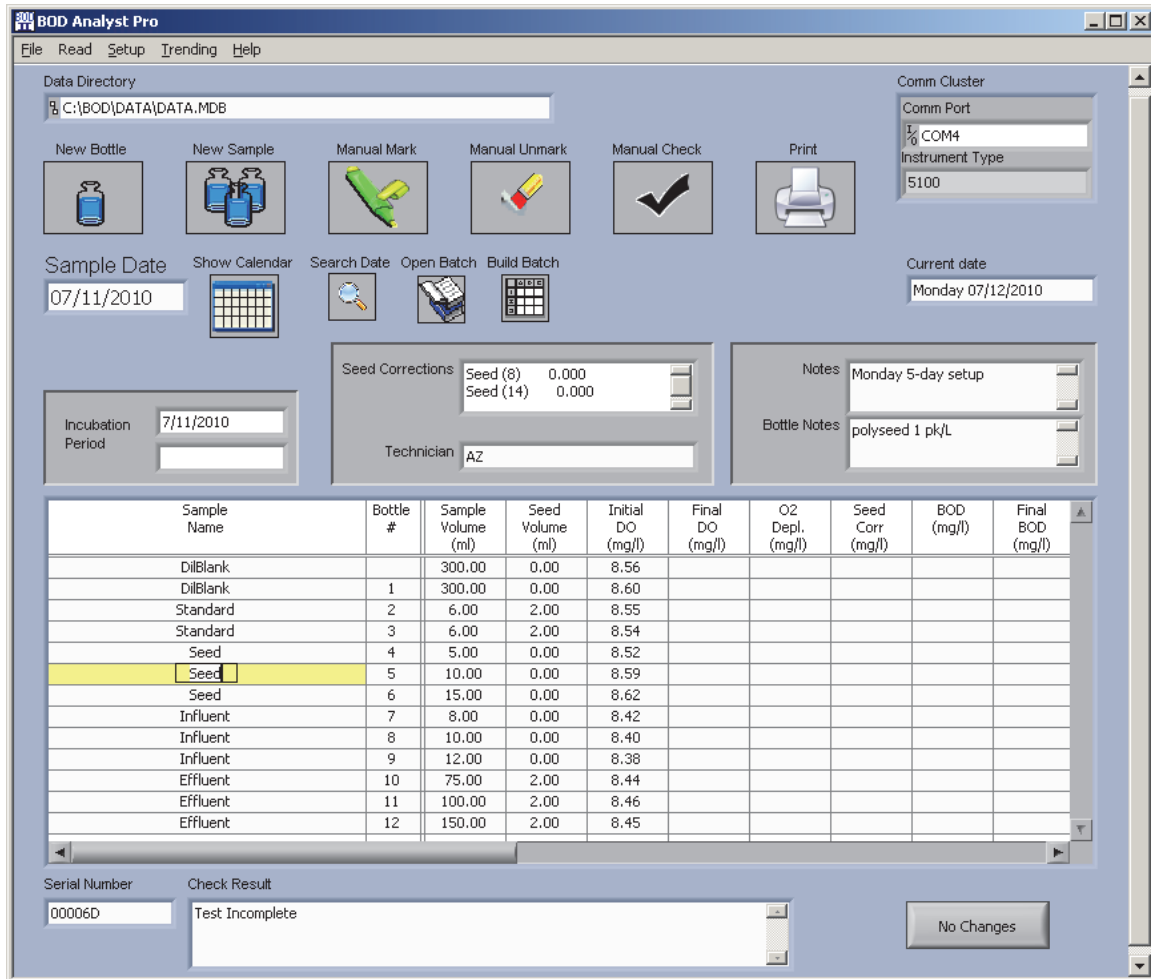 BOD Analyst Pro
File Read Setup Trending Help
Data Directory
Comm Cluster
C:\BOD\DATA\DATA.MDB
Comm Port
COM4
New Bottle New Sample Manual Mark Manual Unmark Manual Check Print
Instrument Type
5100
Sample Date Show Calendar Search Date Open Batch Build Batch
Current date
07/11/2010
Monday 07/12/2010
Seed Corrections
Seed (8) 0.000
Seed (14) 0.000
Notes
Monday 5-day setup
Incubation Period
7/11/2010
Technician
AZ
Bottle Notes
polyseed 1 pk/L
Sample Bottle Sample Seed Initial Final O2 Seed BOD Final
Name # Volume Volume DO DO Depl. Corr (mg/l) BOD
(ml) (ml) (mg/l) (mg/l) (mg/l) (mg/l) (mg/l)
DilBlank 300.00 0.00 8.56
DilBlank 1 300.00 0.00 8.60
Standard 2 6.00 2.00 8.55
Standard 3 6.00 2.00 8.54
Seed 4 5.00 0.00 8.52
Seed 5 10.00 0.00 8.59
Seed 6 15.00 0.00 8.62
Influent 7 8.00 0.00 8.42
Influent 8 10.00 0.00 8.40
Influent 9 12.00 0.00 8.38
Effluent 10 75.00 2.00 8.44
Effluent 11 100.00 2.00 8.46
Effluent 12 150.00 2.00 8.45
Serial Number Check Result
00006D Test Incomplete
No Changes